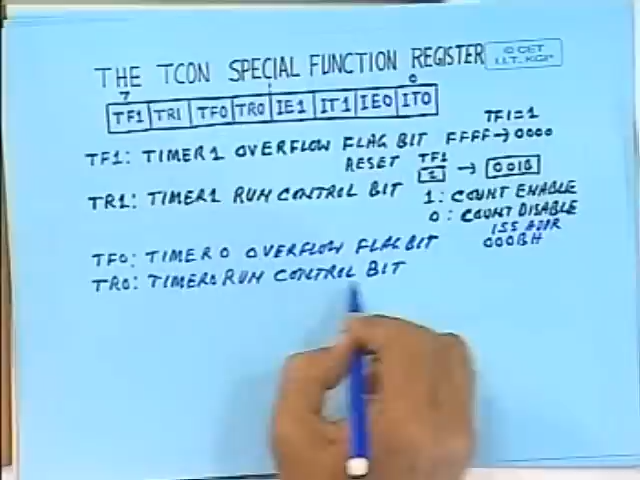 THE TCON SPECIAL FUNCTION REGISTER
© CET
I.I.T. KGP
7 0
TF1 TR1 TF0 TR0 IE1 IT1 IE0 IT0
TF1=1
TF1: TIMER1 OVERFLOW FLAG BIT FFFF→0000
RESET TF1
1 → 001B
TR1: TIMER1 RUN CONTROL BIT
1: COUNT ENABLE
0: COUNT DISABLE
ISS ADDR
TF0: TIMER0 OVERFLOW FLAG BIT 000BH
TR0: TIMER0 RUN CONTROL BIT